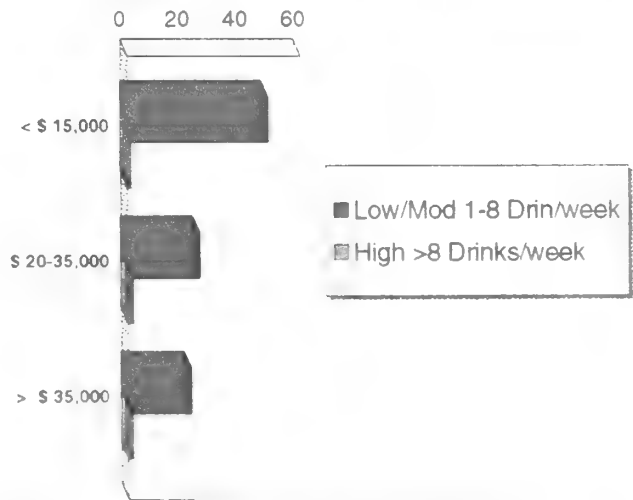 0 20 40 60
< $ 15,000
$ 20-35,000
> $ 35,000
Low/Mod 1-8 Drin/week
High >8 Drinks/week